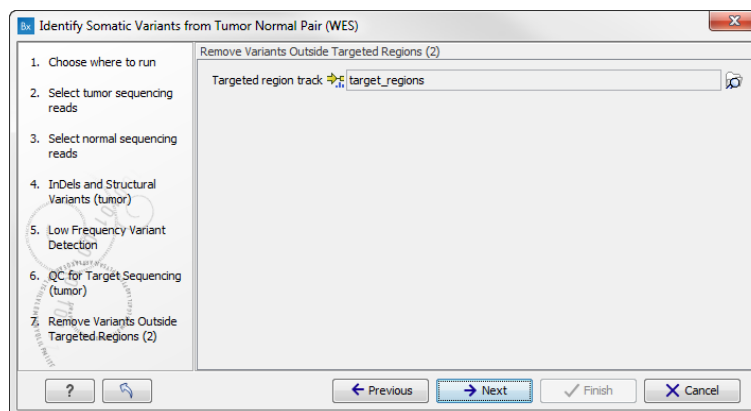 Bx Identify Somatic Variants from Tumor Normal Pair (WES)
X
1. Choose where to run
2. Select tumor sequencing
reads
3. Select normal sequencing
reads
4. InDels and Structural
Variants (tumor)
5. Low Frequency Variant
Detection
6. QC for Target Sequencing
(tumor)
7. Remove Variants Outside
Targeted Regions (2)
Remove Variants Outside Targeted Regions (2)
Targeted region track target_regions
? Previous Next Finish Cancel